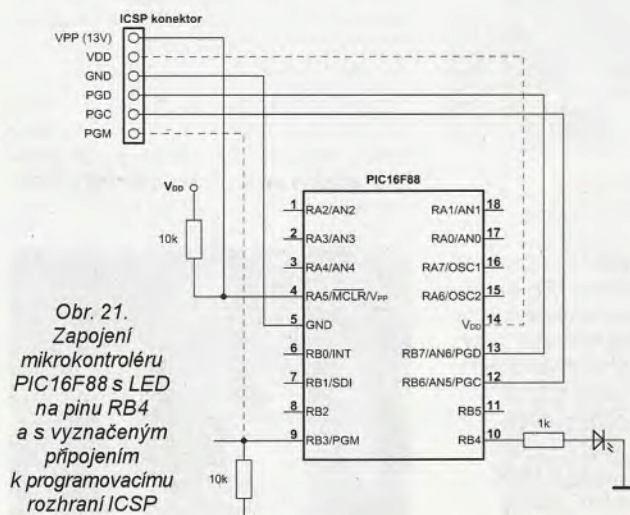 ICSP konektor
VPP (13V)
VDD
GND
PGD
PGC
PGM
VDD
10k
PIC16F88
1 RA2/AN2
2 RA3/AN3
3 RA4/AN4
4 RA5/MCLR/VPP
5 GND
6 RB0/INT
7 RB1/SDI
8 RB2
9 RB3/PGM
RA1/AN1 18
RA0/AN0 17
RA7/OSC1 16
RA6/OSC2 15
VDD 14
RB7/AN6/PGD 13
RB6/AN5/PGC 12
RB5 11
RB4 10
1k
10k
Obr. 21.
Zapojení
mikrokontroléru
PIC16F88 s LED
na pinu RB4
a s vyznačeným
připojením
k programovacímu
rozhraní ICSP